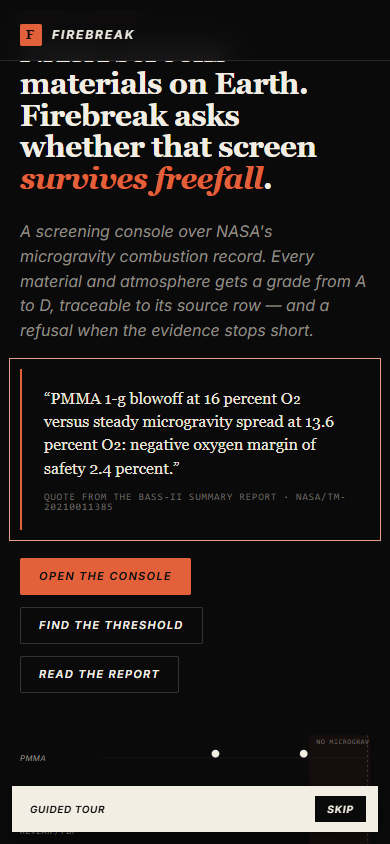 F FIREBREAK
materials on Earth.
Firebreak asks
whether that screen
survives freefall.
A screening console over NASA's
microgravity combustion record. Every
material and atmosphere gets a grade from A
to D, traceable to its source row — and a
refusal when the evidence stops short.
“PMMA 1-g blowoff at 16 percent O₂
versus steady microgravity spread at 13.6
percent O₂: negative oxygen margin of
safety 2.4 percent.”
QUOTE FROM THE BASS-II SUMMARY REPORT · NASA/TM-
20210011385
OPEN THE CONSOLE
FIND THE THRESHOLD
READ THE REPORT
NO MICROGRAV
PMMA
GUIDED TOUR
SKIP